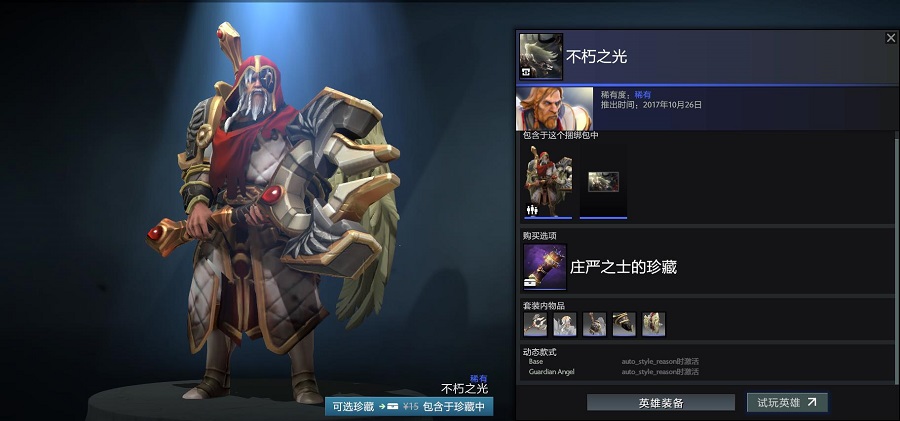 不朽之光
稀有度：稀有
推出时间：2017年10月26日
包含于这个捆绑包中
购买选项
庄严之士的珍藏
套装内物品
动态款式
Base auto_style_reason时激活
Guardian Angel auto_style_reason时激活
稀有
不朽之光
可选珍藏 ¥15 包含于珍藏中
英雄装备
试玩英雄